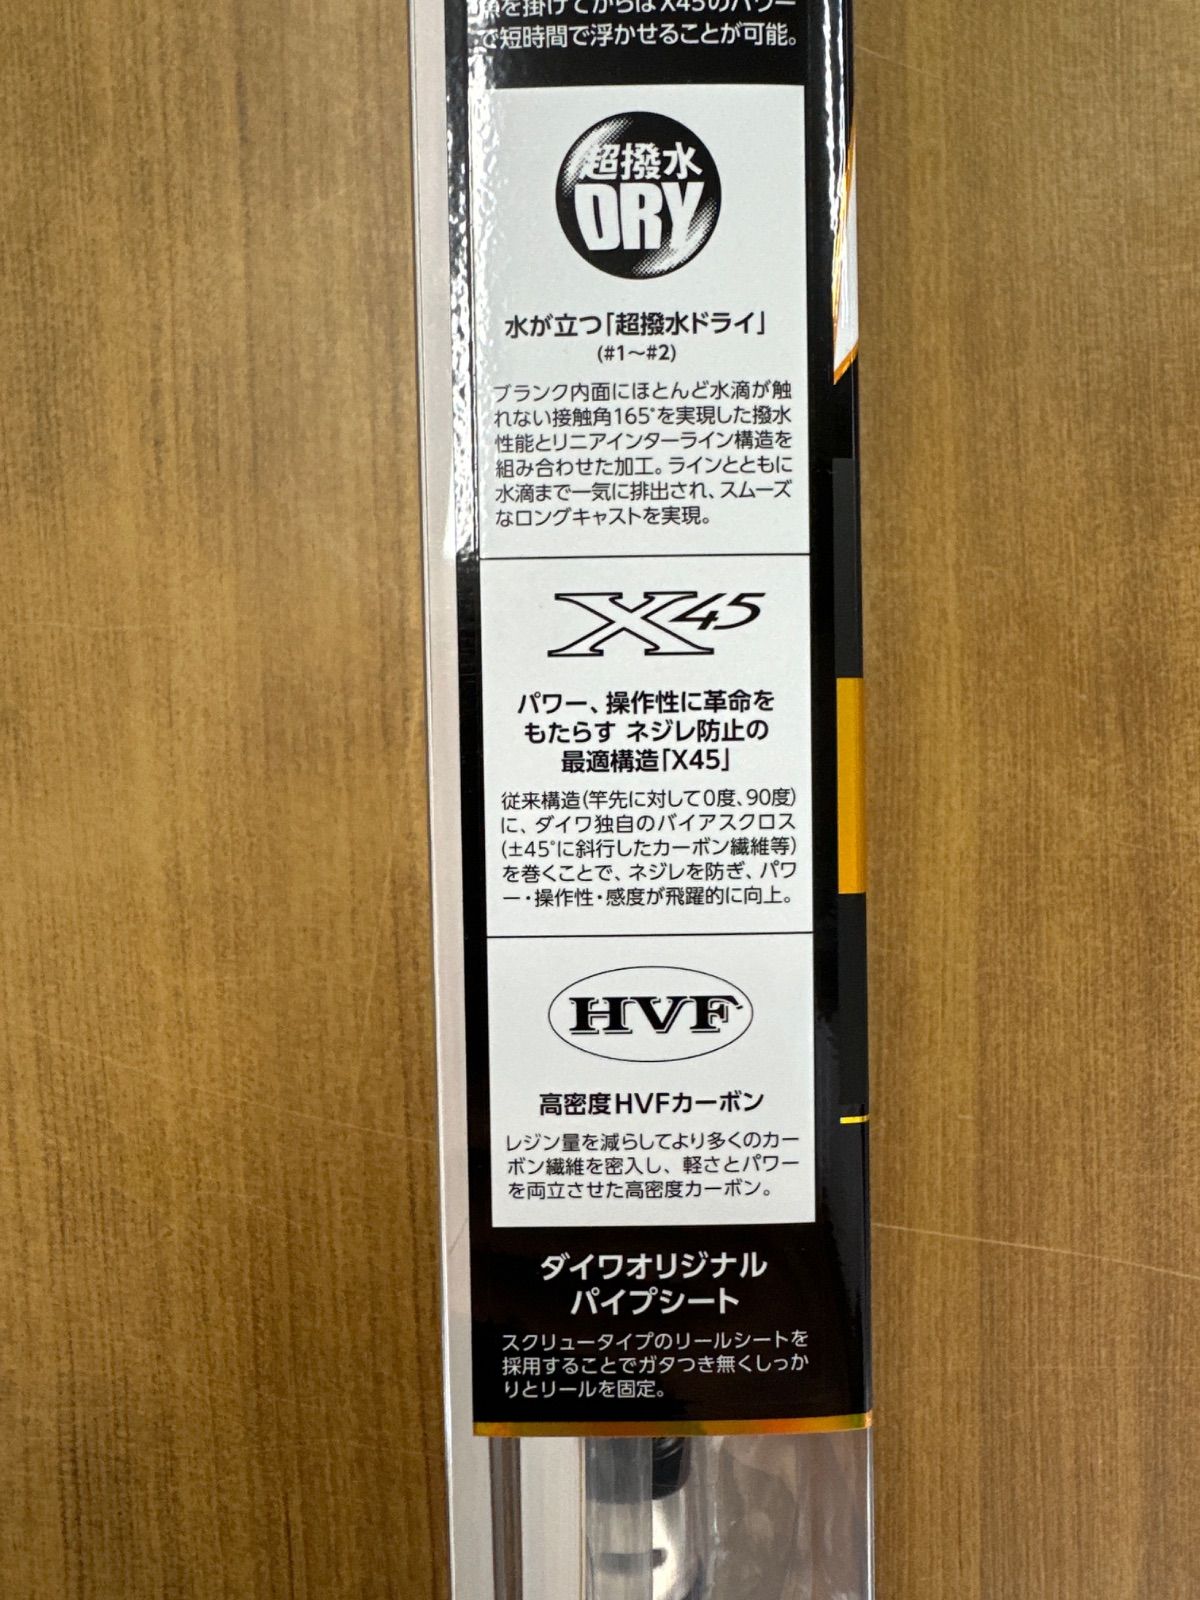 魚を掛けてからはX45のパワー
で短時間で浮かせることが可能。
超撥水
DRY
水が立つ「超撥水ドライ」
(#1～#2)
ブランク内面にほとんど水滴が触
れない接触角165°を実現した撥水
性能とリニアインターライン構造を
組み合わせた加工。ラインとともに
水滴まで一気に排出され、スムーズ
なロングキャストを実現。
X45
パワー、操作性に革命を
もたらす ネジレ防止の
最適構造「X45」
従来構造(竿先に対して0度、90度)
に、ダイワ独自のバイアスクロス
(±45°に斜行したカーボン繊維等)
を巻くことで、ネジレを防ぎ、パワ
ー・操作性・感度が飛躍的に向上。
HVF
高密度HVFカーボン
レジン量を減らしてより多くのカー
ボン繊維を密入し、軽さとパワー
を両立させた高密度カーボン。
ダイワオリジナル
パイプシート
スクリュータイプのリールシートを
採用することでガタつき無くしっか
りとリールを固定。